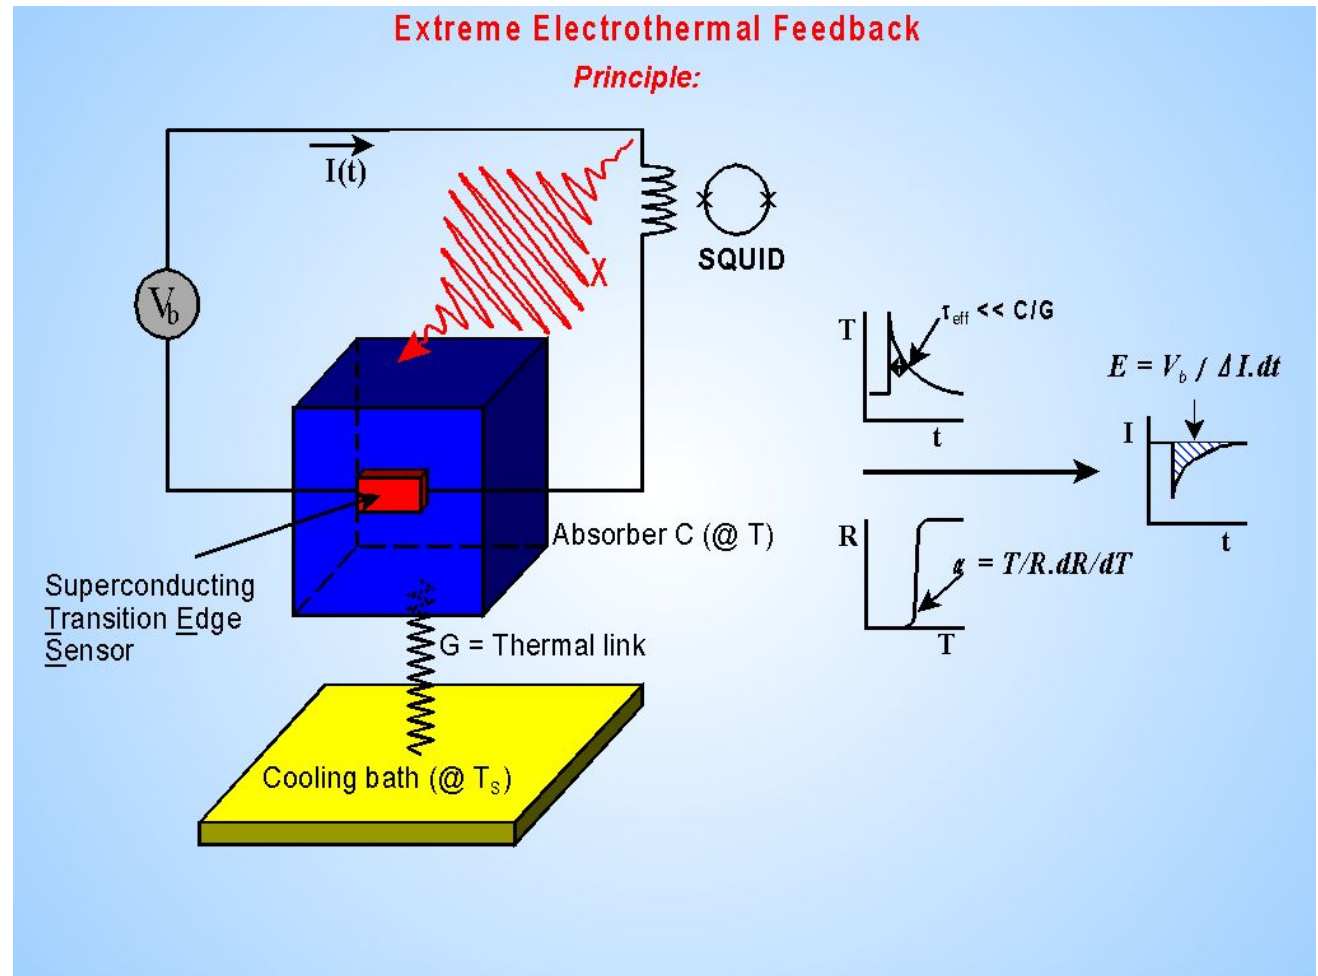 Extreme Electrothermal Feedback
Principle:
I(t)
X
SQUID
V_b
τ_eff << C/G
T
t
E = V_b ∫ Δ I.dt
I
t
Absorber C (@ T)
R
α = T/R.dR/dT
T
Superconducting
Transition Edge
Sensor
G = Thermal link
Cooling bath (@ T_S)